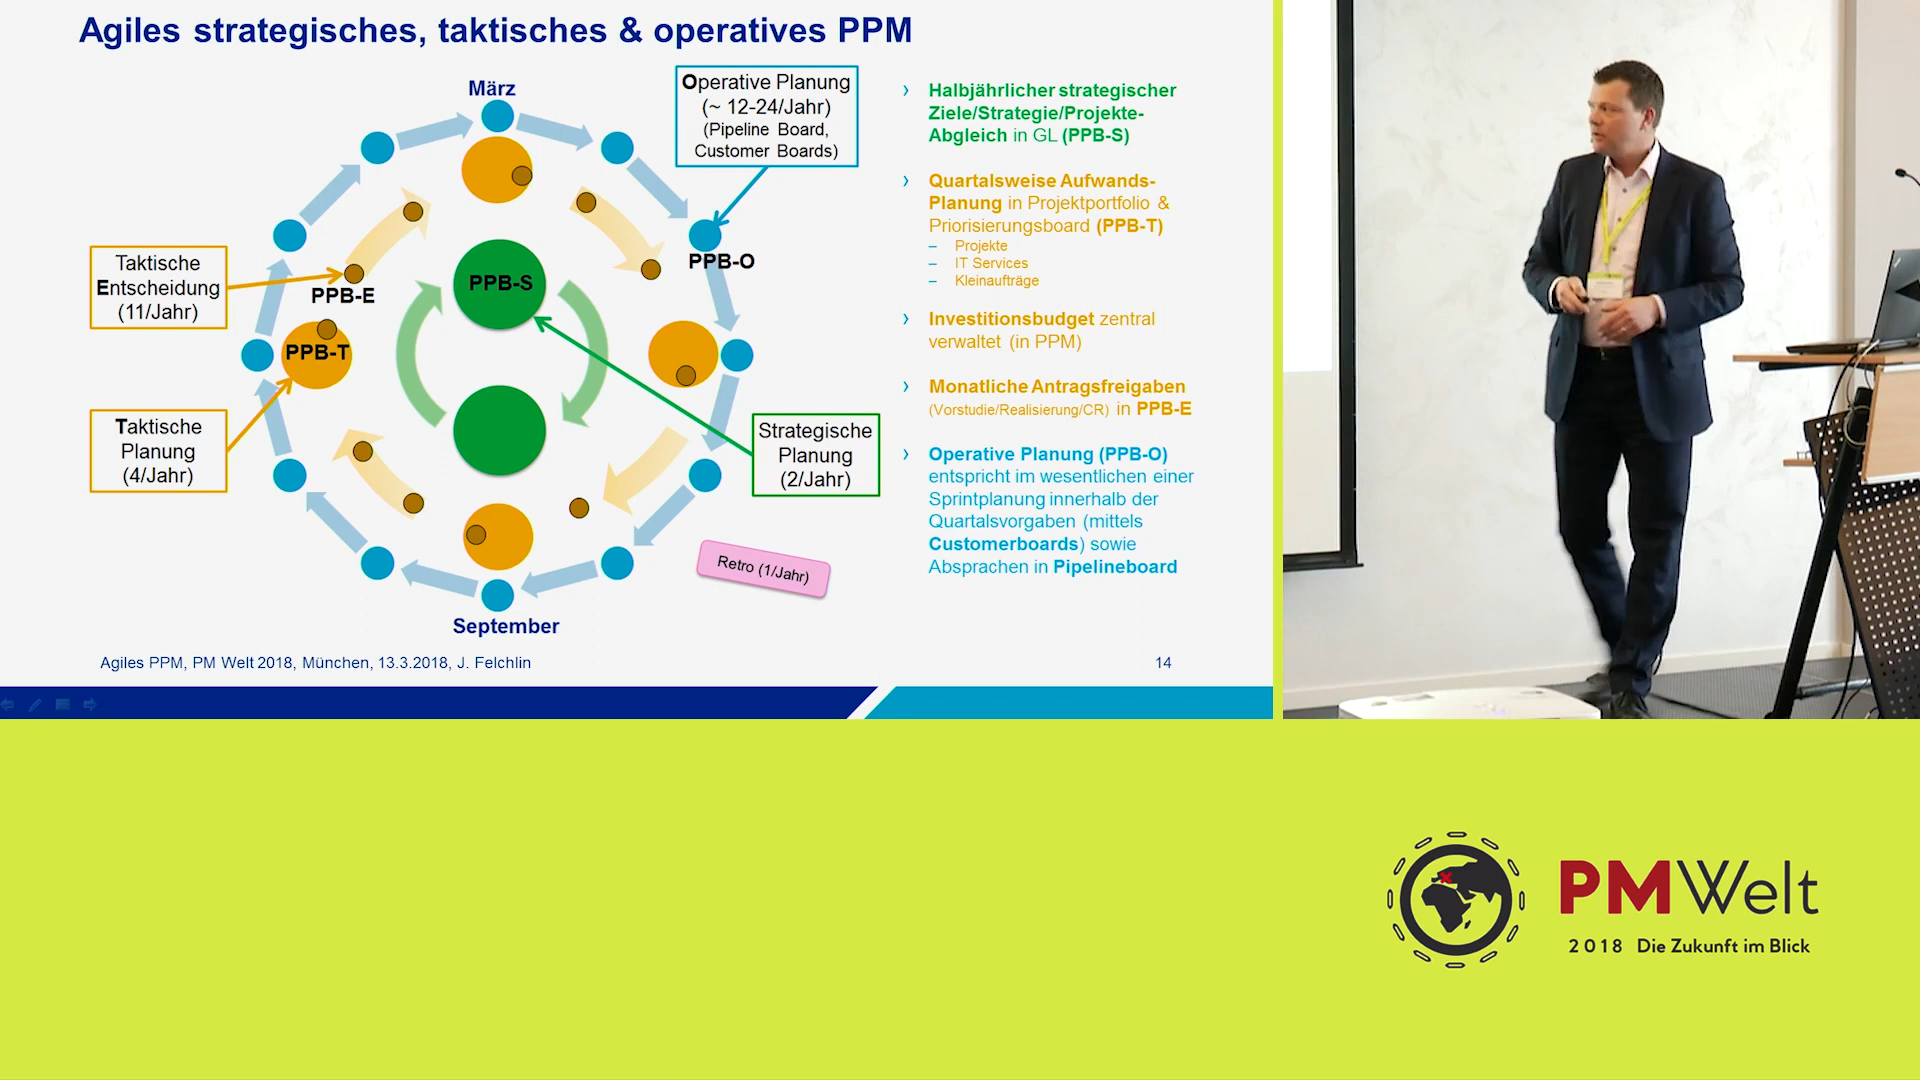 Agiles strategisches, taktisches & operatives PPM
März
Operative Planung
(~ 12-24/Jahr)
(Pipeline Board,
Customer Boards)
PPB-O
Taktische
Entscheidung
(11/Jahr)
PPB-E
PPB-S
PPB-T
Taktische
Planung
(4/Jahr)
Strategische
Planung
(2/Jahr)
Retro (1/Jahr)
September
› Halbjährlicher strategischer
Ziele/Strategie/Projekte-
Abgleich in GL (PPB-S)
› Quartalsweise Aufwands-
Planung in Projektportfolio &
Priorisierungsboard (PPB-T)
– Projekte
– IT Services
– Kleinaufträge
› Investitionsbudget zentral
verwaltet (in PPM)
› Monatliche Antragsfreigaben
(Vorstudie/Realisierung/CR) in PPB-E
› Operative Planung (PPB-O)
entspricht im wesentlichen einer
Sprintplanung innerhalb der
Quartalsvorgaben (mittels
Customerboards) sowie
Absprachen in Pipelineboard
Agiles PPM, PM Welt 2018, München, 13.3.2018, J. Felchlin
14
PMWelt
2018 Die Zukunft im Blick